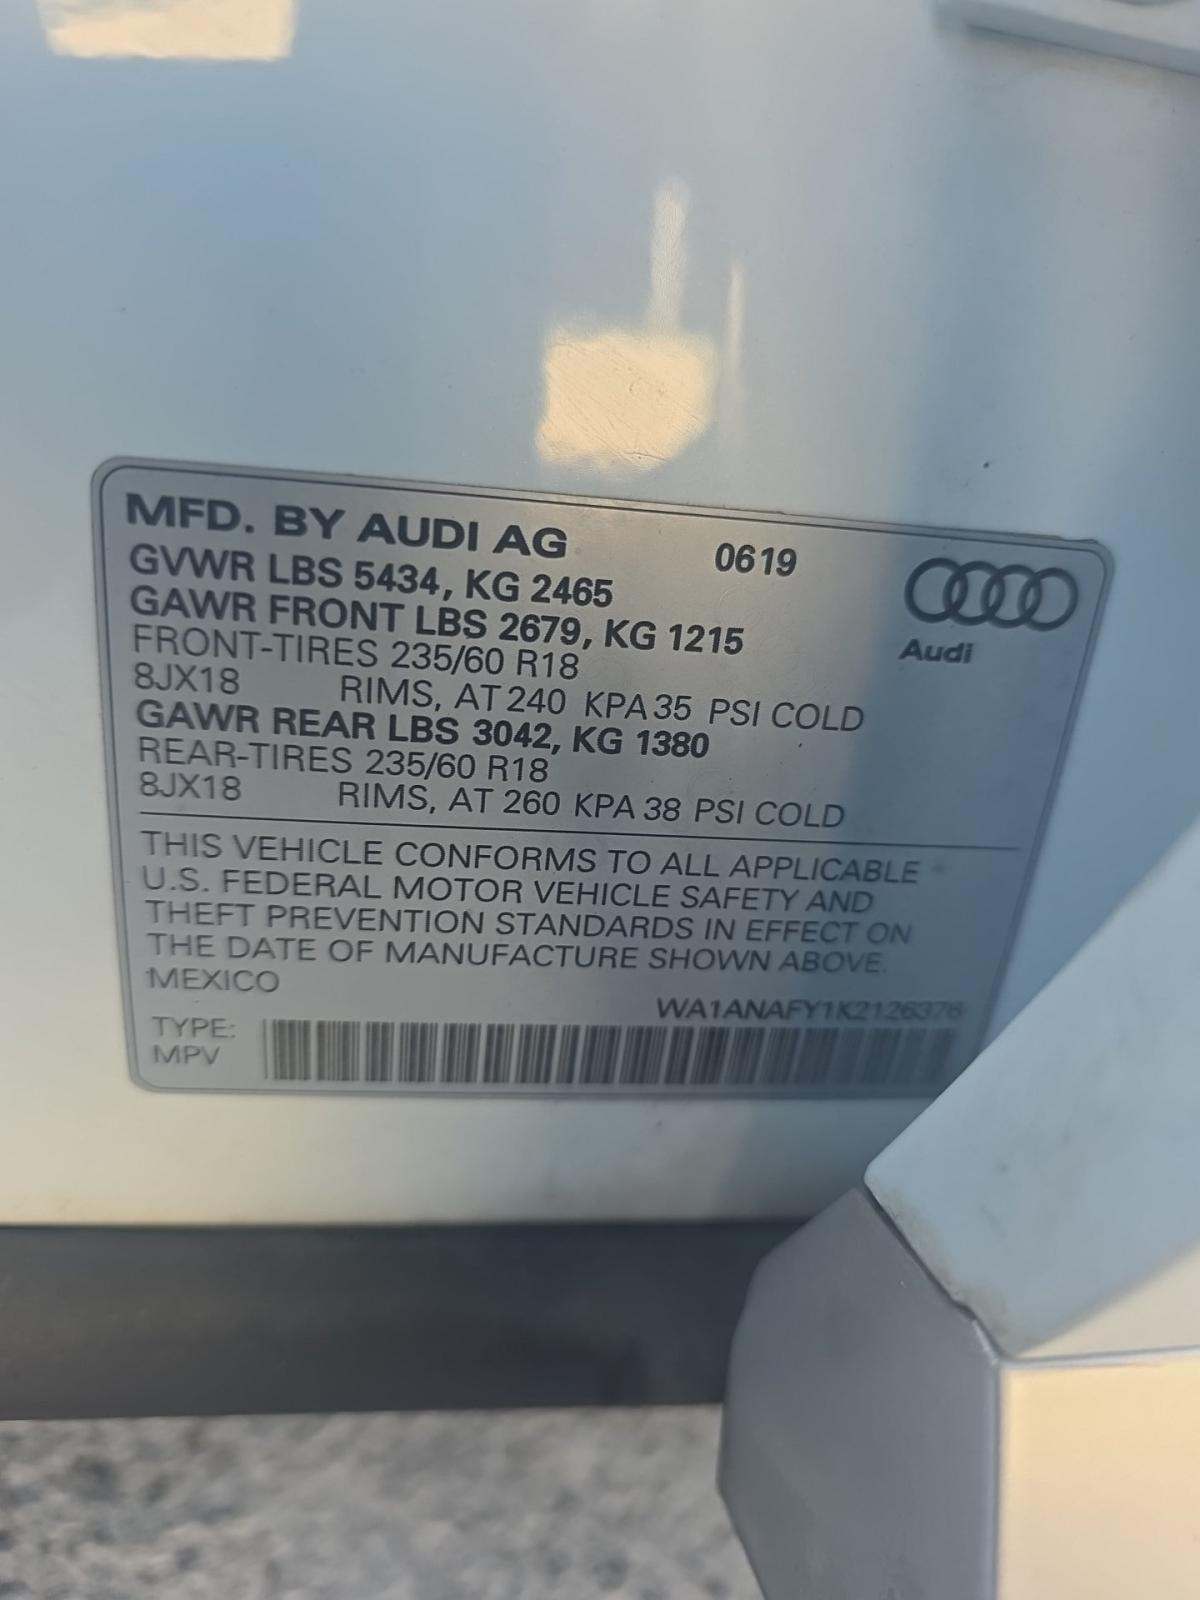 MFD. BY AUDI AG 0619
GVWR LBS 5434, KG 2465
GAWR FRONT LBS 2679, KG 1215
FRONT-TIRES 235/60 R18
8JX18 RIMS, AT 240 KPA 35 PSI COLD
GAWR REAR LBS 3042, KG 1380
REAR-TIRES 235/60 R18
8JX18 RIMS, AT 260 KPA 38 PSI COLD
Audi
THIS VEHICLE CONFORMS TO ALL APPLICABLE
U.S. FEDERAL MOTOR VEHICLE SAFETY AND
THEFT PREVENTION STANDARDS IN EFFECT ON
THE DATE OF MANUFACTURE SHOWN ABOVE.
MEXICO
WA1ANAFY1K2126376
TYPE:
MPV